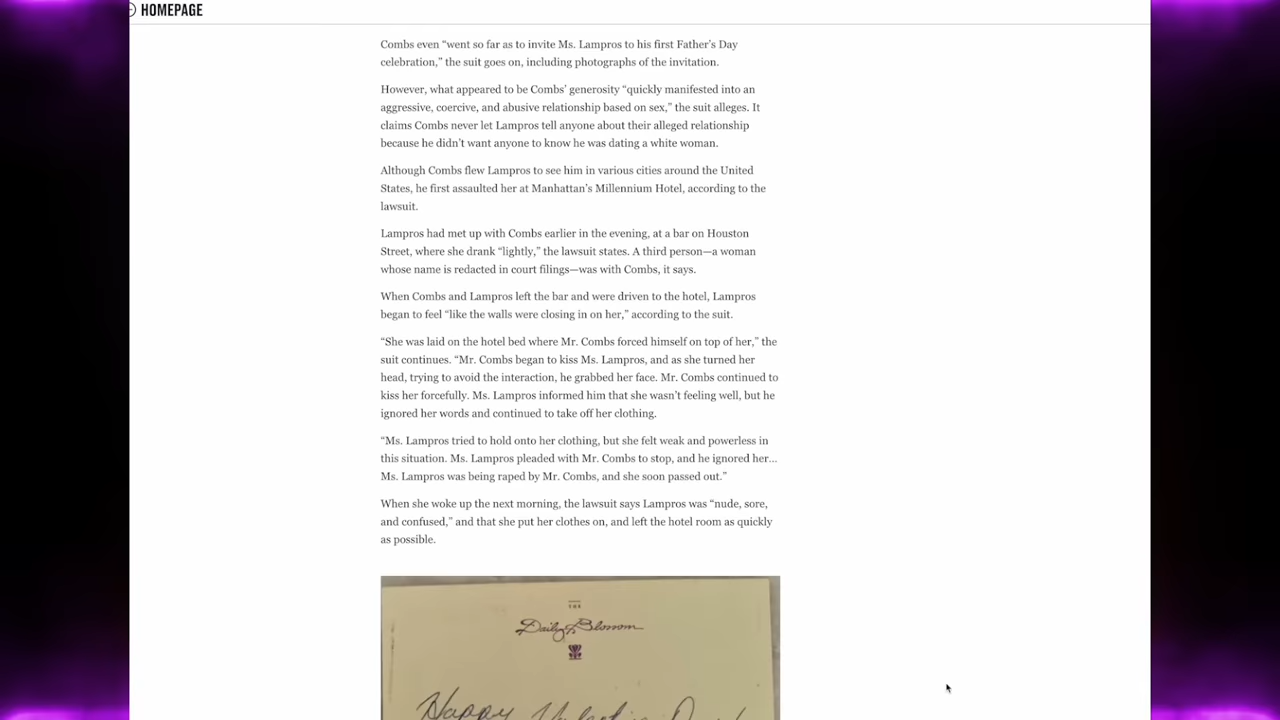 HOMEPAGE
Combs even “went so far as to invite Ms. Lampros to his first Father’s Day
celebration,” the suit goes on, including photographs of the invitation.
However, what appeared to be Combs’ generosity “quickly manifested into an
aggressive, coercive, and abusive relationship based on sex,” the suit alleges. It
claims Combs never let Lampros tell anyone about their alleged relationship
because he didn’t want anyone to know he was dating a white woman.
Although Combs flew Lampros to see him in various cities around the United
States, he first assaulted her at Manhattan’s Millennium Hotel, according to the
lawsuit.
Lampros had met up with Combs earlier in the evening, at a bar on Houston
Street, where she drank “lightly,” the lawsuit states. A third person—a woman
whose name is redacted in court filings—was with Combs, it says.
When Combs and Lampros left the bar and were driven to the hotel, Lampros
began to feel “like the walls were closing in on her,” according to the suit.
“She was laid on the hotel bed where Mr. Combs forced himself on top of her,” the
suit continues. “Mr. Combs began to kiss Ms. Lampros, and as she turned her
head, trying to avoid the interaction, he grabbed her face. Mr. Combs continued to
kiss her forcefully. Ms. Lampros informed him that she wasn’t feeling well, but he
ignored her words and continued to take off her clothing.
“Ms. Lampros tried to hold onto her clothing, but she felt weak and powerless in
this situation. Ms. Lampros pleaded with Mr. Combs to stop, and he ignored her...
Ms. Lampros was being raped by Mr. Combs, and she soon passed out.”
When she woke up the next morning, the lawsuit says Lampros was “nude, sore,
and confused,” and that she put her clothes on, and left the hotel room as quickly
as possible.
THE
Daily Blossom
Happy